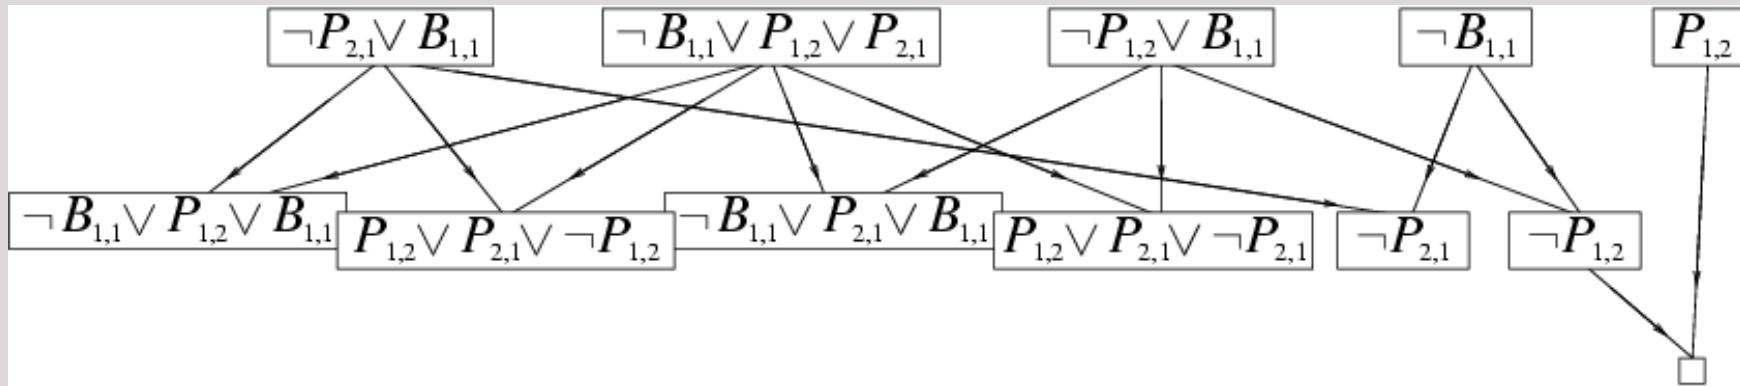 ¬P₂,₁ ∨ B₁,₁
¬B₁,₁ ∨ P₁,₂ ∨ P₂,₁
¬P₁,₂ ∨ B₁,₁
¬B₁,₁
P₁,₂
¬B₁,₁ ∨ P₁,₂ ∨ B₁,₁
P₁,₂ ∨ P₂,₁ ∨ ¬P₁,₂
¬B₁,₁ ∨ P₂,₁ ∨ B₁,₁
P₁,₂ ∨ P₂,₁ ∨ ¬P₂,₁
¬P₂,₁
¬P₁,₂